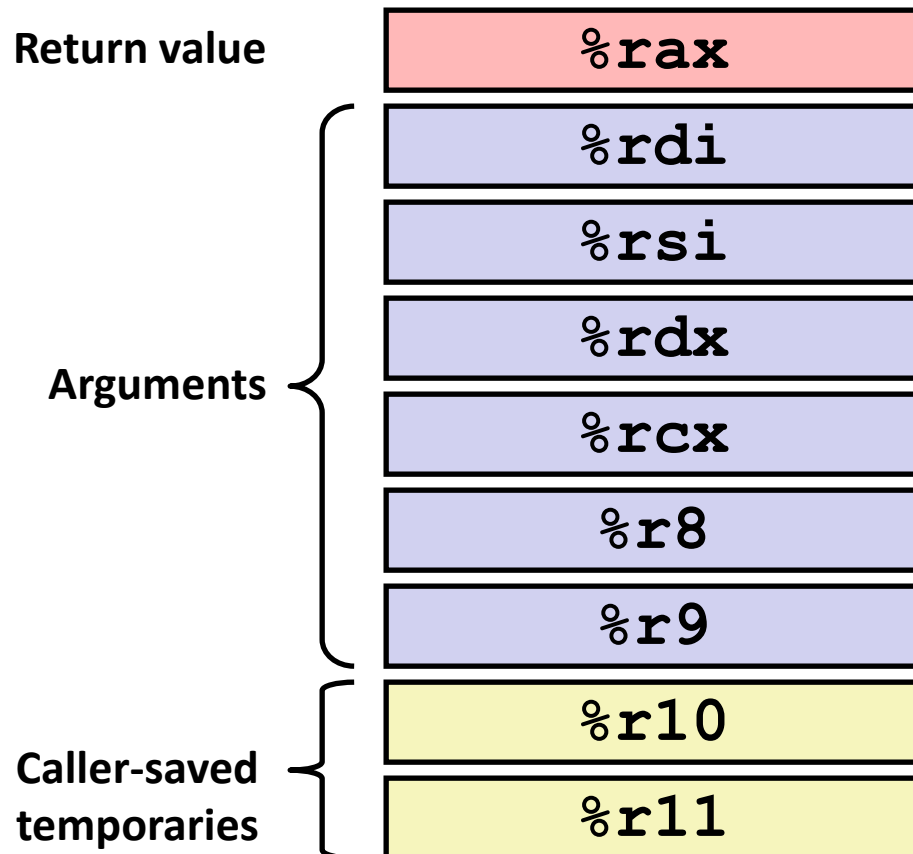 Return value
%rax
%rdi
%rsi
%rdx
Arguments
%rcx
%r8
%r9
%r10
Caller-saved
temporaries
%r11